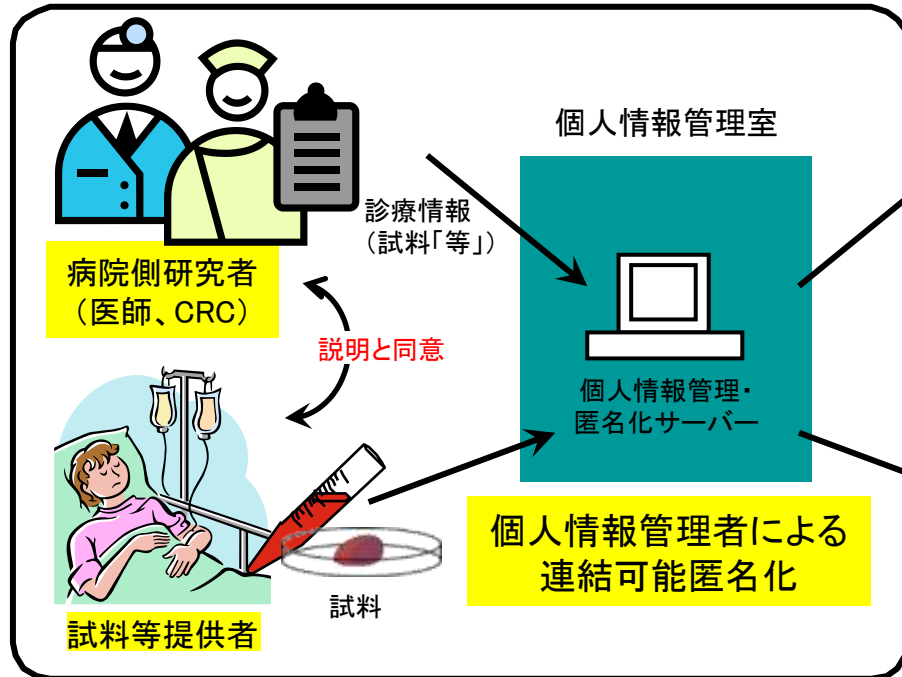 個人情報管理室
診療情報
(試料「等」)
病院側研究者
(医師、CRC)
説明と同意
個人情報管理・
匿名化サーバー
個人情報管理者による
連結可能匿名化
試料
試料等提供者